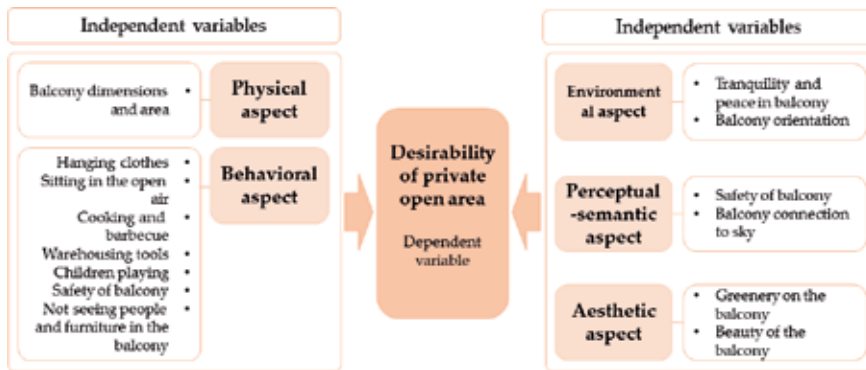 Independent variables
Balcony dimensions •
and area
Physical
aspect
Hanging clothes •
Sitting in the open •
air
Cooking and •
barbecue
Warehousing tools •
Children playing •
Safety of balcony •
Not seeing people •
and furniture in the
balcony
Behavioral
aspect
Desirability
of private
open area
Dependent
variable
Independent variables
Environment
al aspect
• Tranquility and
peace in balcony
• Balcony orientation
Perceptual
-semantic
aspect
• Safety of balcony
• Balcony connection
to sky
Aesthetic
aspect
• Greenery on the
balcony
• Beauty of the
balcony